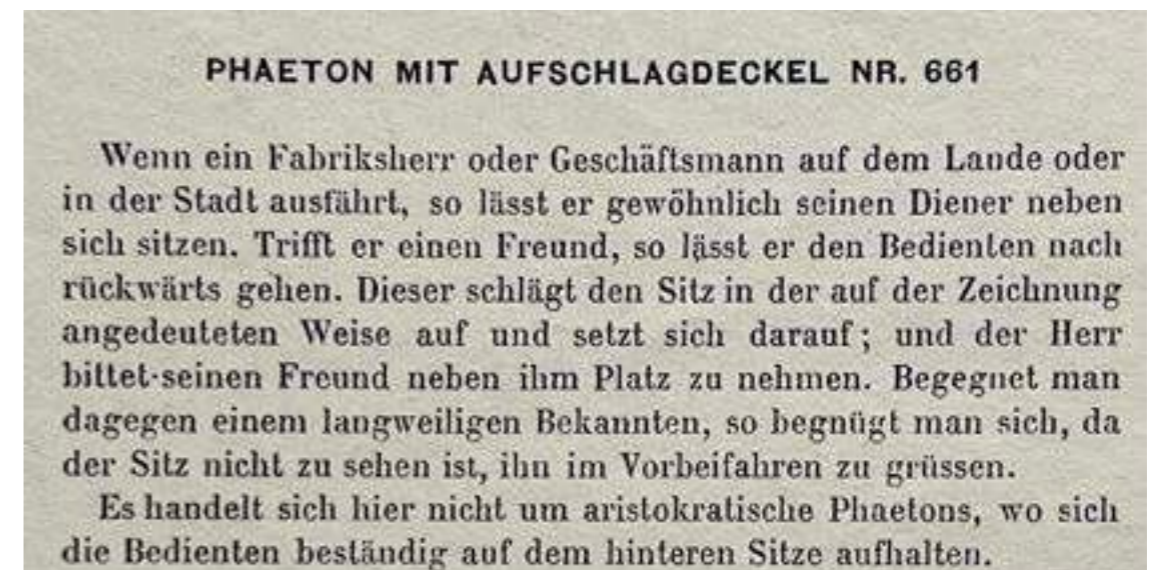 PHAETON MIT AUFSCHLAGDECKEL NR. 661
Wenn ein Fabriksherr oder Geschäftsmann auf dem Lande oder
in der Stadt ausfährt, so lässt er gewöhnlich seinen Diener neben
sich sitzen. Trifft er einen Freund, so lässt er den Bedienten nach
rückwärts gehen. Dieser schlägt den Sitz in der auf der Zeichnung
angedeuteten Weise auf und setzt sich darauf; und der Herr
bittet-seinen Freund neben ihm Platz zu nehmen. Begegnet man
dagegen einem langweiligen Bekannten, so begnügt man sich, da
der Sitz nicht zu sehen ist, ihn im Vorbeifahren zu grüssen.
Es handelt sich hier nicht um aristokratische Phaetons, wo sich
die Bedienten beständig auf dem hinteren Sitze aufhalten.